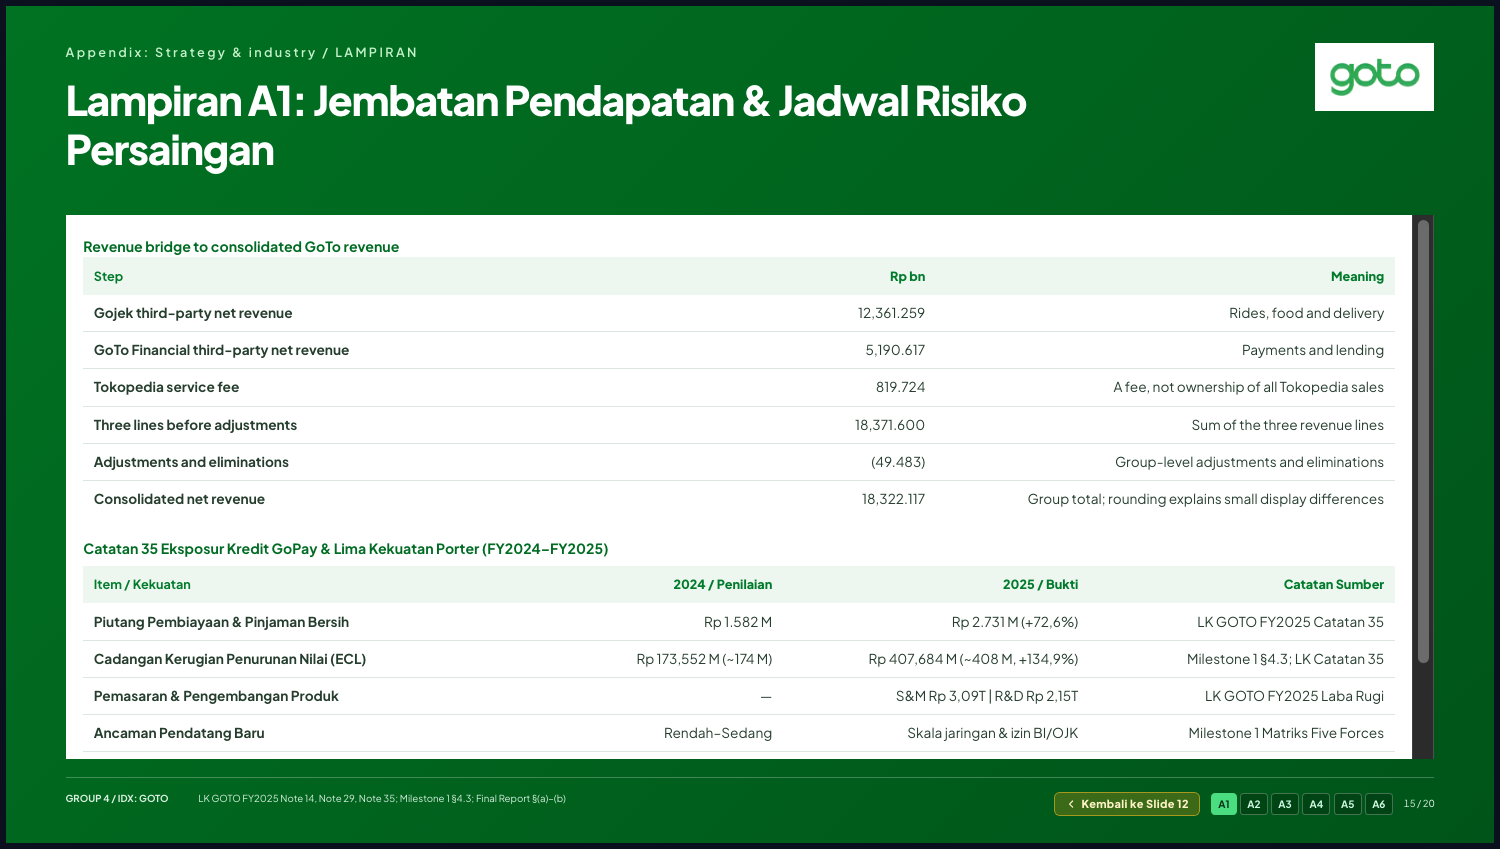 Appendix: Strategy & industry / LAMPIRAN
goto
Lampiran A1: Jembatan Pendapatan & Jadwal Risiko
Persaingan
Revenue bridge to consolidated GoTo revenue
Step Rp bn Meaning
Gojek third-party net revenue 12,361.259 Rides, food and delivery
GoTo Financial third-party net revenue 5,190.617 Payments and lending
Tokopedia service fee 819.724 A fee, not ownership of all Tokopedia sales
Three lines before adjustments 18,371.600 Sum of the three revenue lines
Adjustments and eliminations (49.483) Group-level adjustments and eliminations
Consolidated net revenue 18,322.117 Group total; rounding explains small display differences
Catatan 35 Eksposur Kredit GoPay & Lima Kekuatan Porter (FY2024–FY2025)
Item / Kekuatan 2024 / Penilaian 2025 / Bukti Catatan Sumber
Piutang Pembiayaan & Pinjaman Bersih Rp 1.582 M Rp 2.731 M (+72,6%) LK GOTO FY2025 Catatan 35
Cadangan Kerugian Penurunan Nilai (ECL) Rp 173,552 M (~174 M) Rp 407,684 M (~408 M, +134,9%) Milestone 1 §4.3; LK Catatan 35
Pemasaran & Pengembangan Produk — S&M Rp 3,09T | R&D Rp 2,15T LK GOTO FY2025 Laba Rugi
Ancaman Pendatang Baru Rendah–Sedang Skala jaringan & izin BI/OJK Milestone 1 Matriks Five Forces
GROUP 4 / IDX: GOTO LK GOTO FY2025 Note 14, Note 29, Note 35; Milestone 1 §4.3; Final Report §(a)–(b)
Kembali ke Slide 12 A1 A2 A3 A4 A5 A6 15 / 20